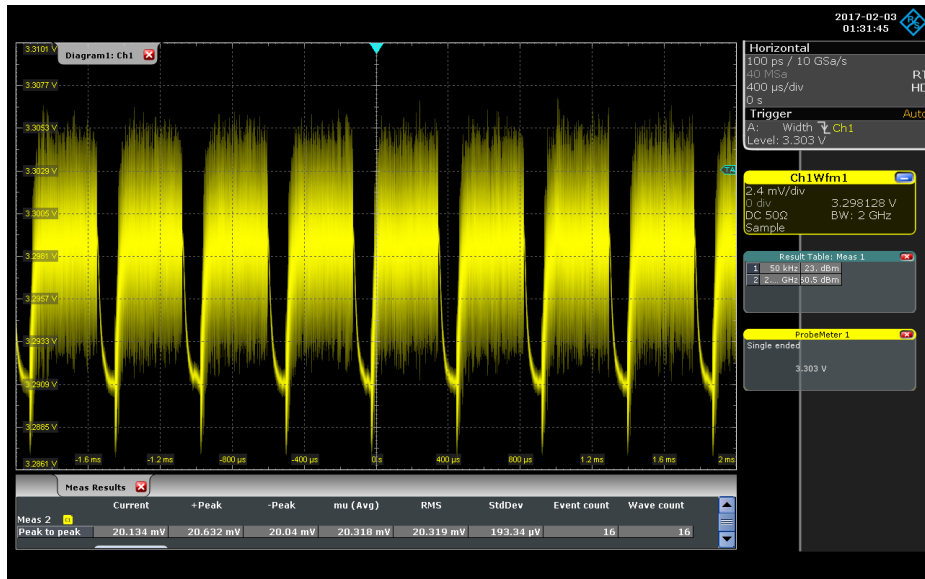 2017-02-03
01:31:45
Diagram1: Ch1
3.3101 V
3.3077 V
3.3053 V
3.3029 V
3.3005 V
3.2981 V
3.2957 V
3.2933 V
3.2909 V
3.2885 V
3.2861 V
-1.6 ms -1.2 ms -800 µs -400 µs 0 s 400 µs 800 µs 1.2 ms 1.6 ms 2 ms
TA
Horizontal
100 ps / 10 GSa/s
40 MSa RT
400 µs/div HD
0 s
Trigger Auto
A: Width Ch1
Level: 3.303 V
Ch1Wfm1
2.4 mV/div
0 div 3.298128 V
DC 50Ω BW: 2 GHz
Sample
Result Table: Meas 1
1 50 kHz 23. dBm
2 2.... GHz 60.5 dBm
ProbeMeter 1
Single ended
3.303 V
Meas Results
Current +Peak -Peak mu (Avg) RMS StdDev Event count Wave count
Meas 2
Peak to peak 20.134 mV 20.632 mV 20.04 mV 20.318 mV 20.319 mV 193.34 µV 16 16